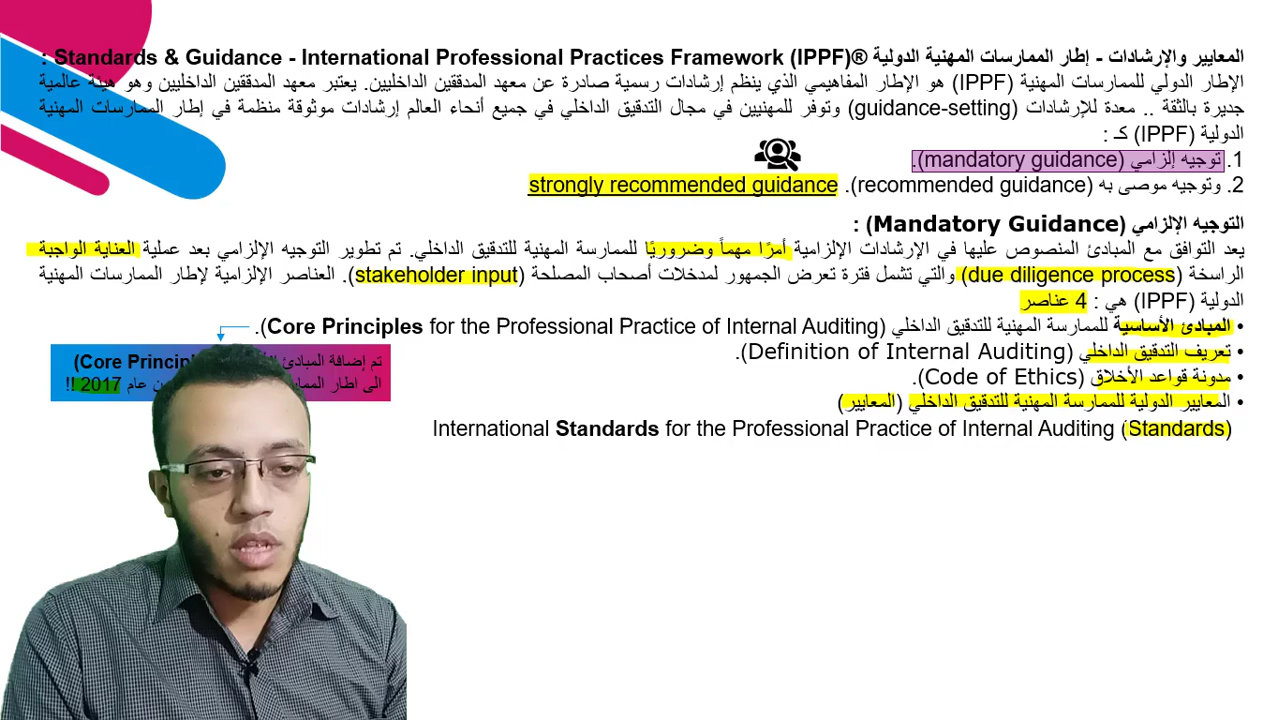 المعايير والإرشادات - إطار الممارسات المهنية الدولية Standards & Guidance - International Professional Practices Framework (IPPF)® :
الإطار الدولي للممارسات المهنية (IPPF) هو الإطار المفاهيمي الذي ينظم إرشادات رسمية صادرة عن معهد المدققين الداخليين. يعتبر معهد المدققين الداخليين وهو هيئة عالمية
جديرة بالثقة .. معدة للإرشادات (guidance-setting) وتوفر للمهنيين في مجال التدقيق الداخلي في جميع أنحاء العالم إرشادات موثوقة منظمة في إطار الممارسات المهنية
الدولية (IPPF) كـ :
1. توجيه إلزامي (mandatory guidance).
2. وتوجيه موصى به (recommended guidance). strongly recommended guidance
التوجيه الإلزامي (Mandatory Guidance) :
يعد التوافق مع المبادئ المنصوص عليها في الإرشادات الإلزامية أمرًا مهماً وضروريًا للممارسة المهنية للتدقيق الداخلي. تم تطوير التوجيه الإلزامي بعد عملية العناية الواجبة
الراسخة (due diligence process) والتي تشمل فترة تعرض الجمهور لمدخلات أصحاب المصلحة (stakeholder input). العناصر الإلزامية لإطار الممارسات المهنية
الدولية (IPPF) هي : 4 عناصر
• المبادئ الأساسية للممارسة المهنية للتدقيق الداخلي (Core Principles for the Professional Practice of Internal Auditing).
• تعريف التدقيق الداخلي (Definition of Internal Auditing).
• مدونة قواعد الأخلاق (Code of Ethics).
• المعايير الدولية للممارسة المهنية للتدقيق الداخلي (المعايير)
International Standards for the Professional Practice of Internal Auditing (Standards)
تم إضافة المبادئ (Core
الى اطار عام 2017 !!